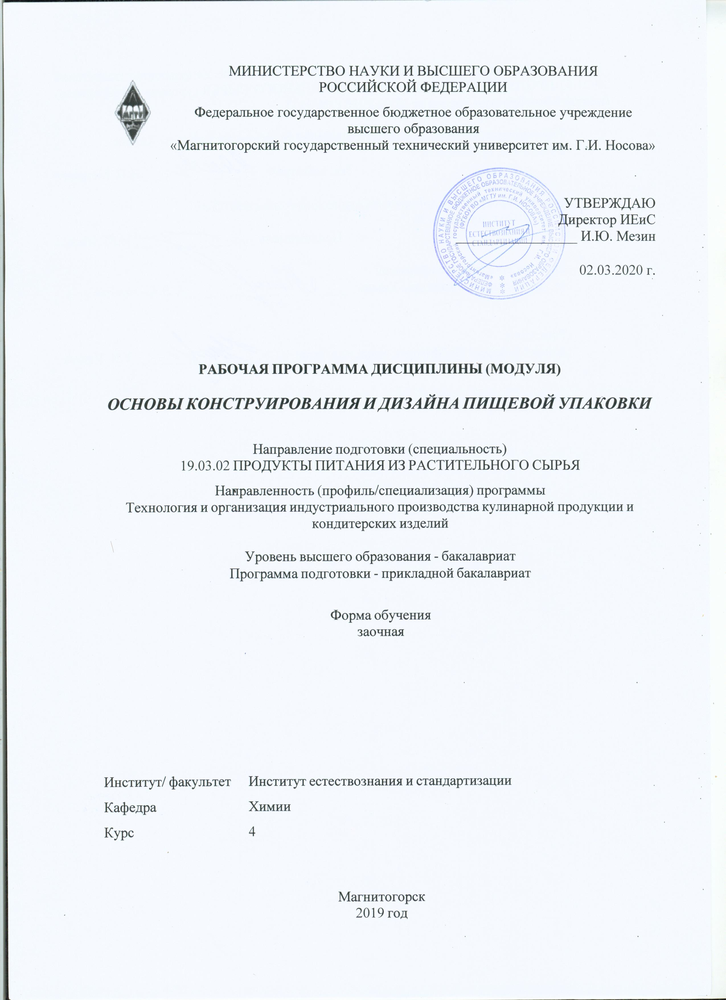 МИНИСТЕРСТВО НАУКИ И ВЫСШЕГО ОБРАЗОВАНИЯ
РОССИЙСКОЙ ФЕДЕРАЦИИ
Федеральное государственное бюджетное образовательное учреждение
высшего образования
«Магнитогорский государственный технический университет им. Г.И. Носова»
УТВЕРЖДАЮ
Директор ИЕиС
И.Ю. Мезин
02.03.2020 г.
МИНИСТЕРСТВО НАУКИ И ВЫСШЕГО ОБРАЗОВАНИЯ РОССИЙСКОЙ ФЕДЕРАЦИИ
ФЕДЕРАЛЬНОЕ ГОСУДАРСТВЕННОЕ БЮДЖЕТНОЕ ОБРАЗОВАТЕЛЬНОЕ УЧРЕЖДЕНИЕ ВЫСШЕГО ОБРАЗОВАНИЯ
«Магнитогорский государственный технический университет им. Г.И. Носова»
(ФГБОУ ВО «МГТУ им. Г.И. НОСОВА»)
ИНСТИТУТ
ЕСТЕСТВОЗНАНИЯ И
СТАНДАРТИЗАЦИИ
РАБОЧАЯ ПРОГРАММА ДИСЦИПЛИНЫ (МОДУЛЯ)
ОСНОВЫ КОНСТРУИРОВАНИЯ И ДИЗАЙНА ПИЩЕВОЙ УПАКОВКИ
Направление подготовки (специальность)
19.03.02 ПРОДУКТЫ ПИТАНИЯ ИЗ РАСТИТЕЛЬНОГО СЫРЬЯ
Направленность (профиль/специализация) программы
Технология и организация индустриального производства кулинарной продукции и
кондитерских изделий
Уровень высшего образования - бакалавриат
Программа подготовки - прикладной бакалавриат
Форма обучения
заочная
Институт/ факультет Институт естествознания и стандартизации
Кафедра Химии
Курс 4
Магнитогорск
2019 год